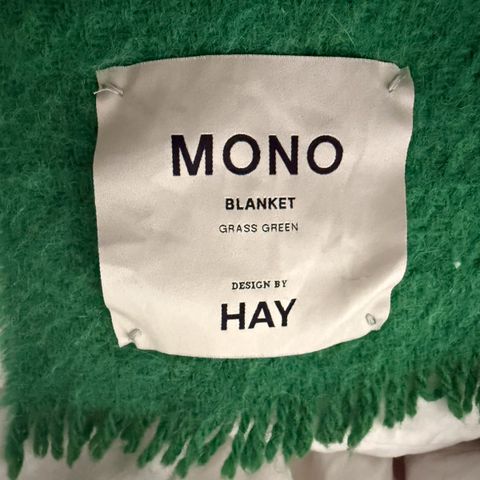 MONO
BLANKET
GRASS GREEN
DESIGN BY
HAY